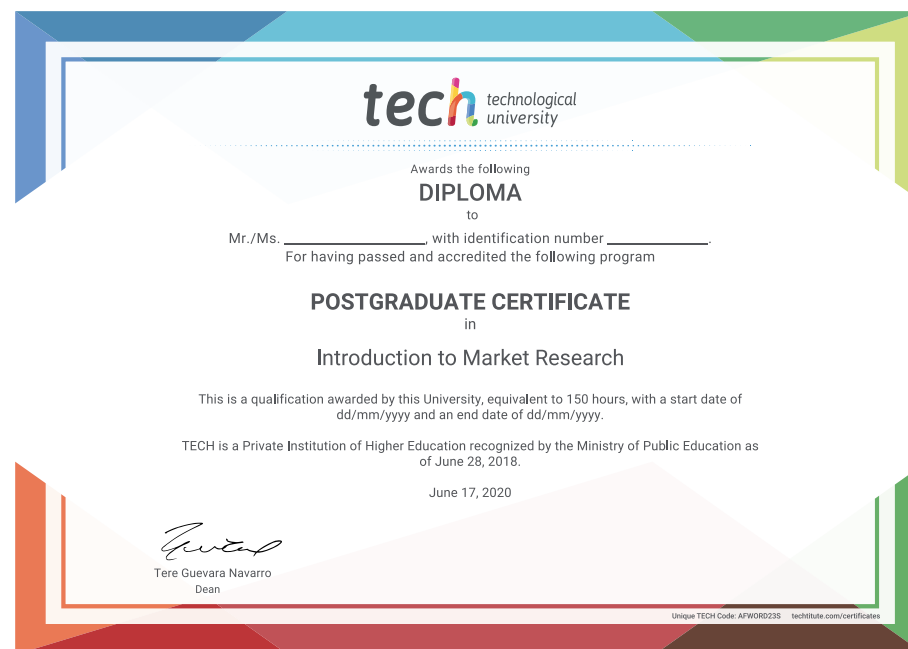 tech technological
university
Awards the following
DIPLOMA
to
Mr./Ms. ____________________, with identification number ______________.
For having passed and accredited the following program
POSTGRADUATE CERTIFICATE
in
Introduction to Market Research
This is a qualification awarded by this University, equivalent to 150 hours, with a start date of
dd/mm/yyyy and an end date of dd/mm/yyyy.
TECH is a Private Institution of Higher Education recognized by the Ministry of Public Education as
of June 28, 2018.
June 17, 2020
Tere Guevara Navarro
Dean
Unique TECH Code: AFWORD23S techtitute.com/certificates